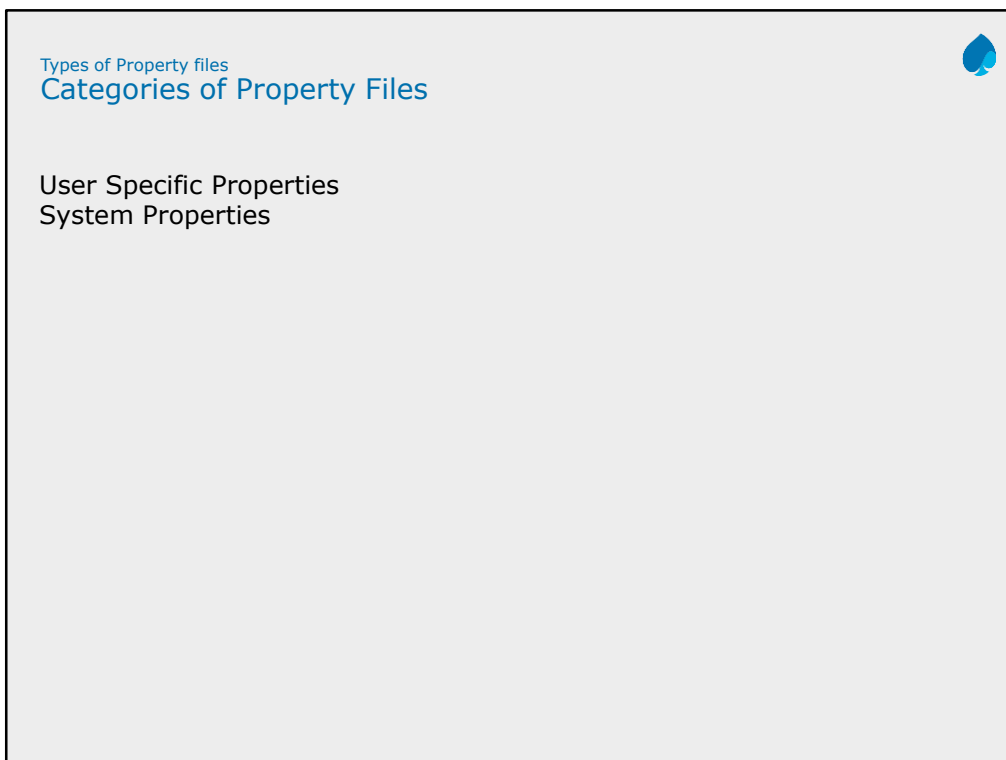 Types of Property files
Categories of Property Files
User Specific Properties
System Properties